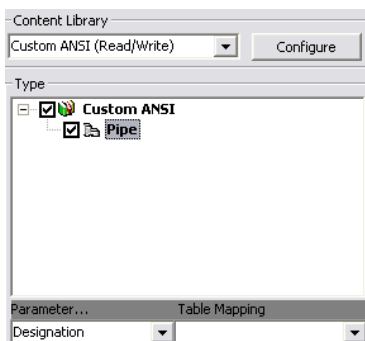 Content Library
Custom ANSI (Read/Write) Configure
Type
Custom ANSI
Pipe
Parameter... Table Mapping
Designation